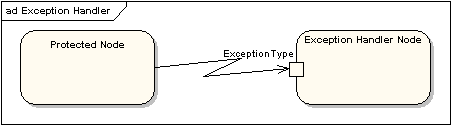 ad Exception Handler
Protected Node
ExceptionType
Exception Handler Node